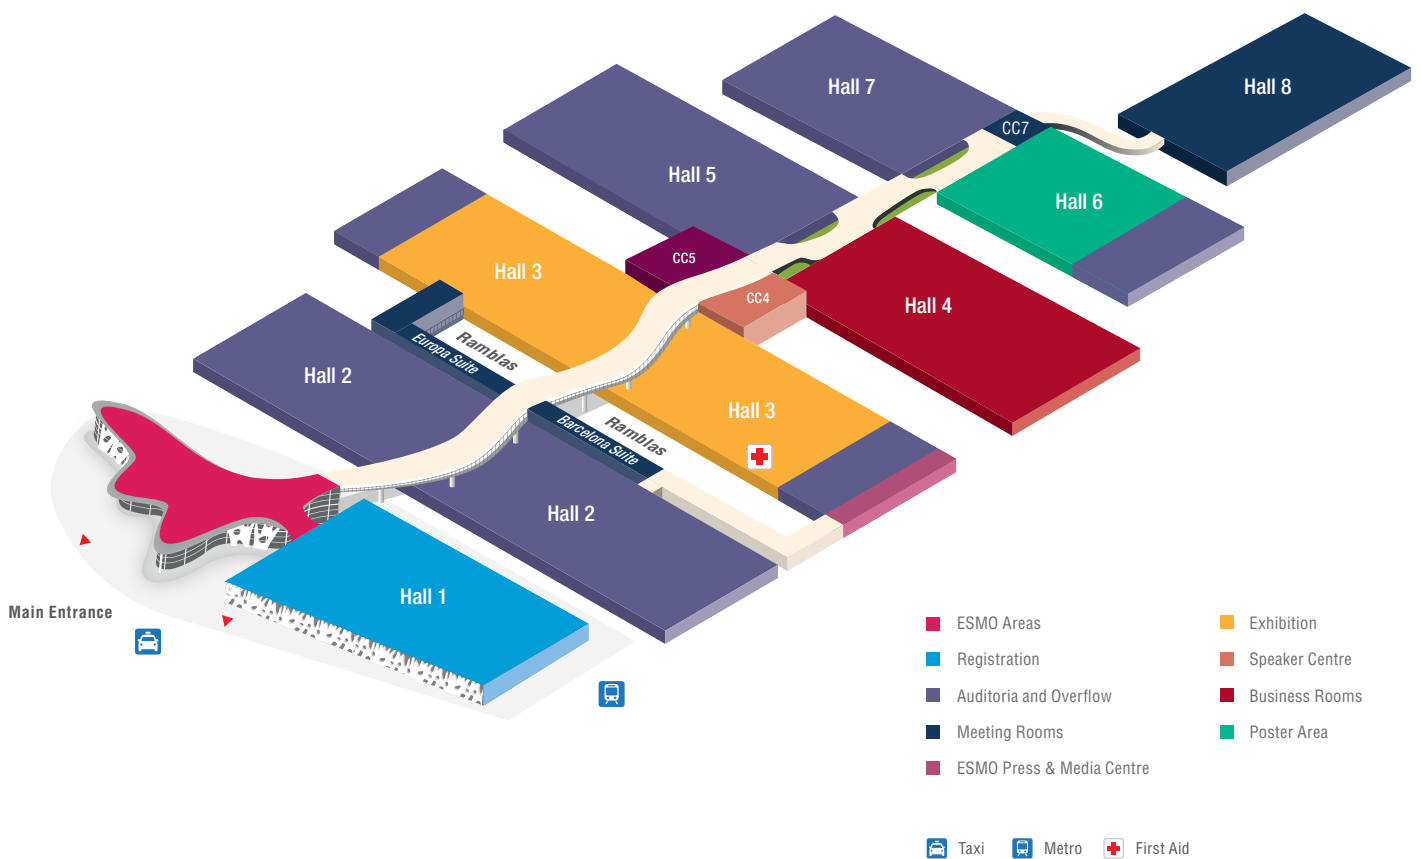 Hall 7
Hall 8
CC7
Hall 5
Hall 6
CC5
Hall 3
CC4
Hall 4
Ramblas
Europa Suite
Hall 2
Hall 3
Ramblas
Barcelona Suite
Hall 2
Hall 1
Main Entrance
ESMO Areas
Registration
Auditoria and Overflow
Meeting Rooms
ESMO Press & Media Centre
Exhibition
Speaker Centre
Business Rooms
Poster Area
Taxi
Metro
First Aid